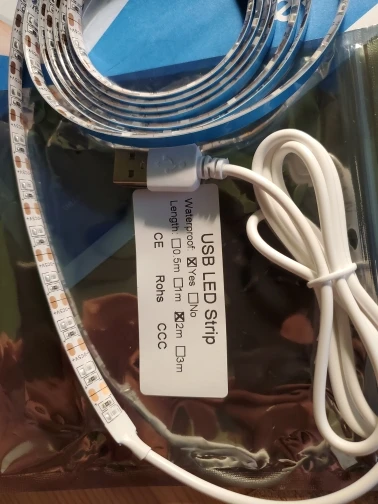 USB LED Strip
Waterproof ☒Yes ☐No
Length ☐0.5m ☐1m ☒2m ☐3m
CE Rohs CCC